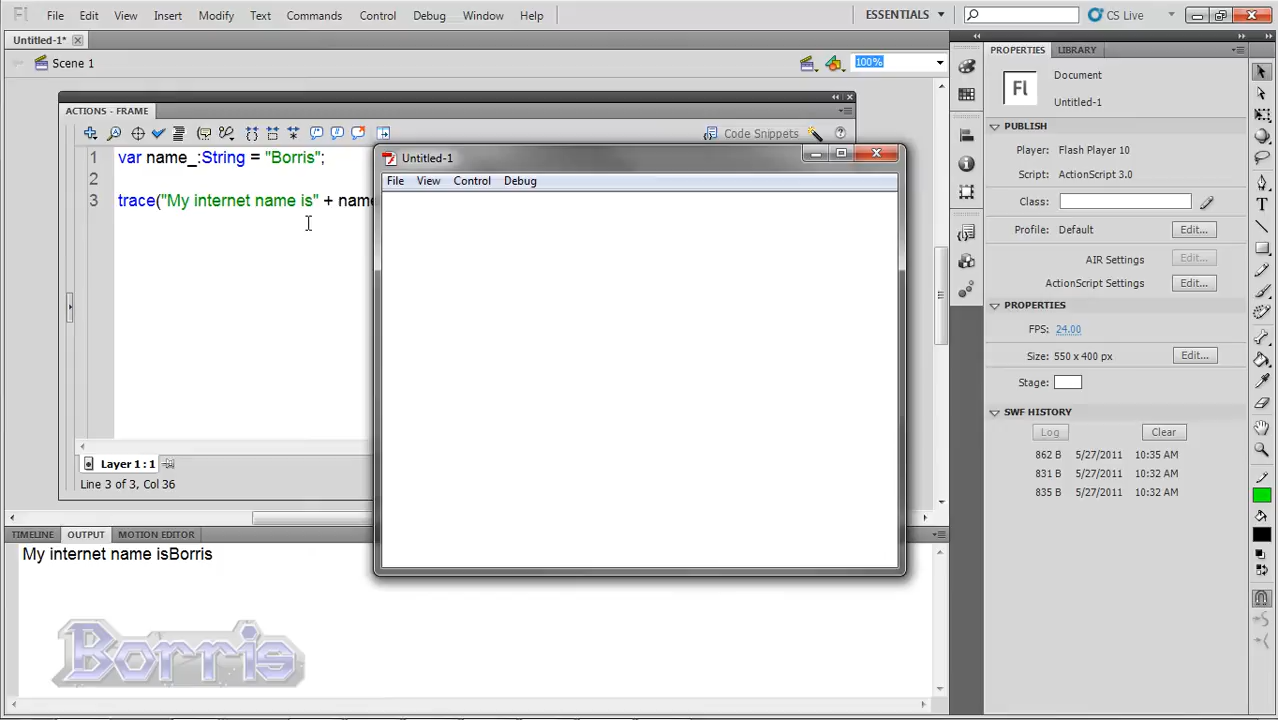 Fl File Edit View Insert Modify Text Commands Control Debug Window Help ESSENTIALS CS Live
Untitled-1*
Scene 1 100%
ACTIONS - FRAME
Code Snippets
1 var name_:String = "Borris";
2
3 trace("My internet name is" + name
Layer 1 : 1
Line 3 of 3, Col 36
Untitled-1
File View Control Debug
TIMELINE OUTPUT MOTION EDITOR
My internet name isBorris
Borris
PROPERTIES LIBRARY
Fl
Document
Untitled-1
PUBLISH
Player: Flash Player 10
Script: ActionScript 3.0
Class:
Profile: Default Edit...
AIR Settings Edit...
ActionScript Settings Edit...
PROPERTIES
FPS: 24.00
Size: 550 x 400 px Edit...
Stage:
SWF HISTORY
Log Clear
862 B 5/27/2011 10:35 AM
831 B 5/27/2011 10:32 AM
835 B 5/27/2011 10:32 AM
T